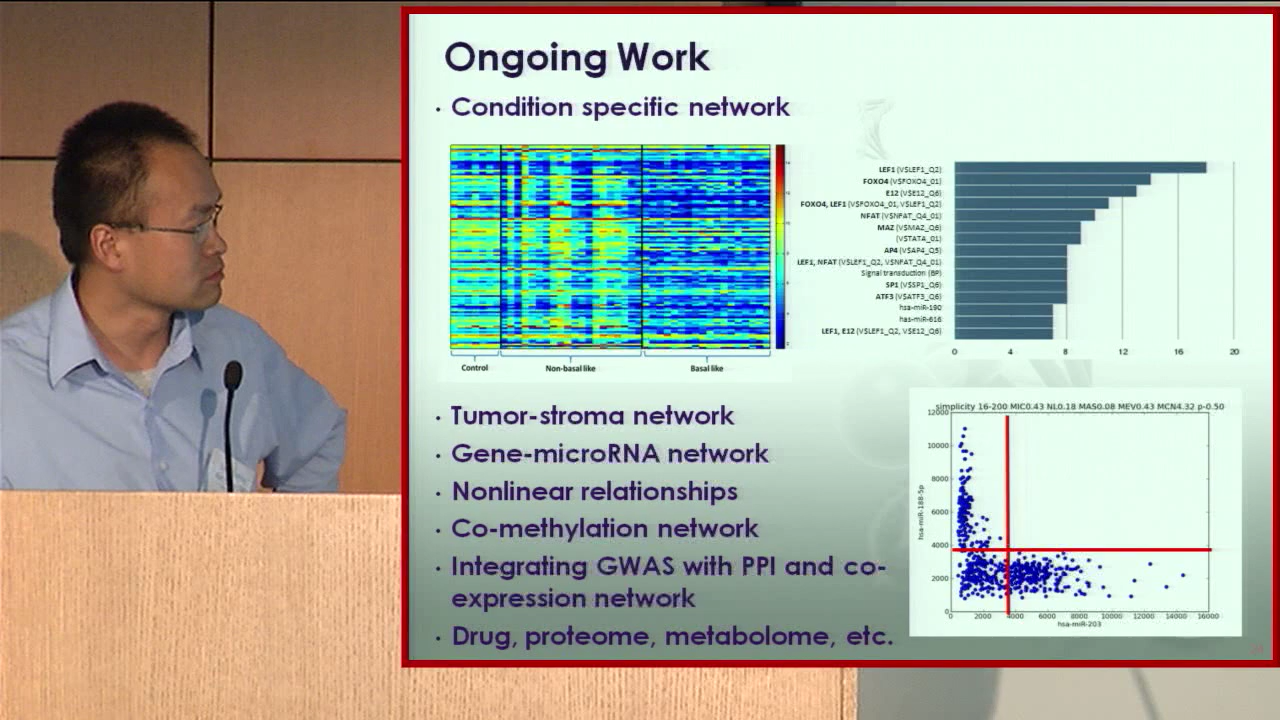 Ongoing Work
· Condition specific network
LEF1 (V$LEF1_Q2)
FOXO4 (V$FOXO4_01)
E12 (V$E12_Q6)
FOXO4, LEF1 (V$FOXO4_01, V$LEF1_Q2)
NFAT (V$NFAT_Q4_01)
MAZ (V$MAZ_Q6)
(V$TATA_01)
AP4 (V$AP4_Q5)
LEF1, NFAT (V$LEF1_Q2, V$NFAT_Q4_01)
Signal transduction (BP)
SP1 (V$SP1_Q6)
ATF3 (V$ATF3_Q6)
hsa-miR-190
has-miR-616
LEF1, E12 (V$LEF1_Q2, V$E12_Q6)
0 4 8 12 16 20
Control Non-basal like Basal like
· Tumor-stroma network
· Gene-microRNA network
· Nonlinear relationships
· Co-methylation network
· Integrating GWAS with PPI and co-
expression network
· Drug, proteome, metabolome, etc.
simplicity 16-200 MIC0.43 NL0.18 MAS0.08 MEV0.43 MCN4.32 p-0.50
12000
10000
8000
6000
4000
2000
0
hsa-miR-188-5p
0 2000 4000 6000 8000 10000 12000 14000 16000
hsa-miR-203